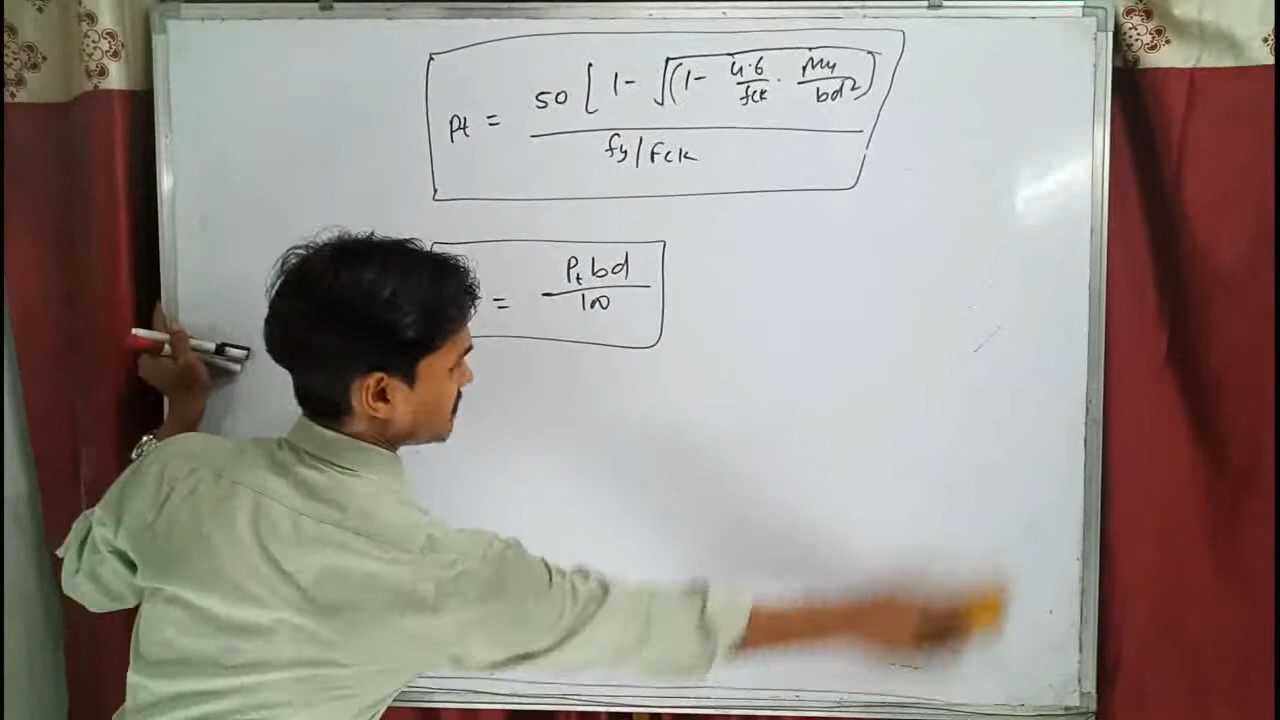 Pt = 50 [ 1 - √(1 - 4.6/fck . Mu/bd²) / fy/fck
= Pt bd / 100